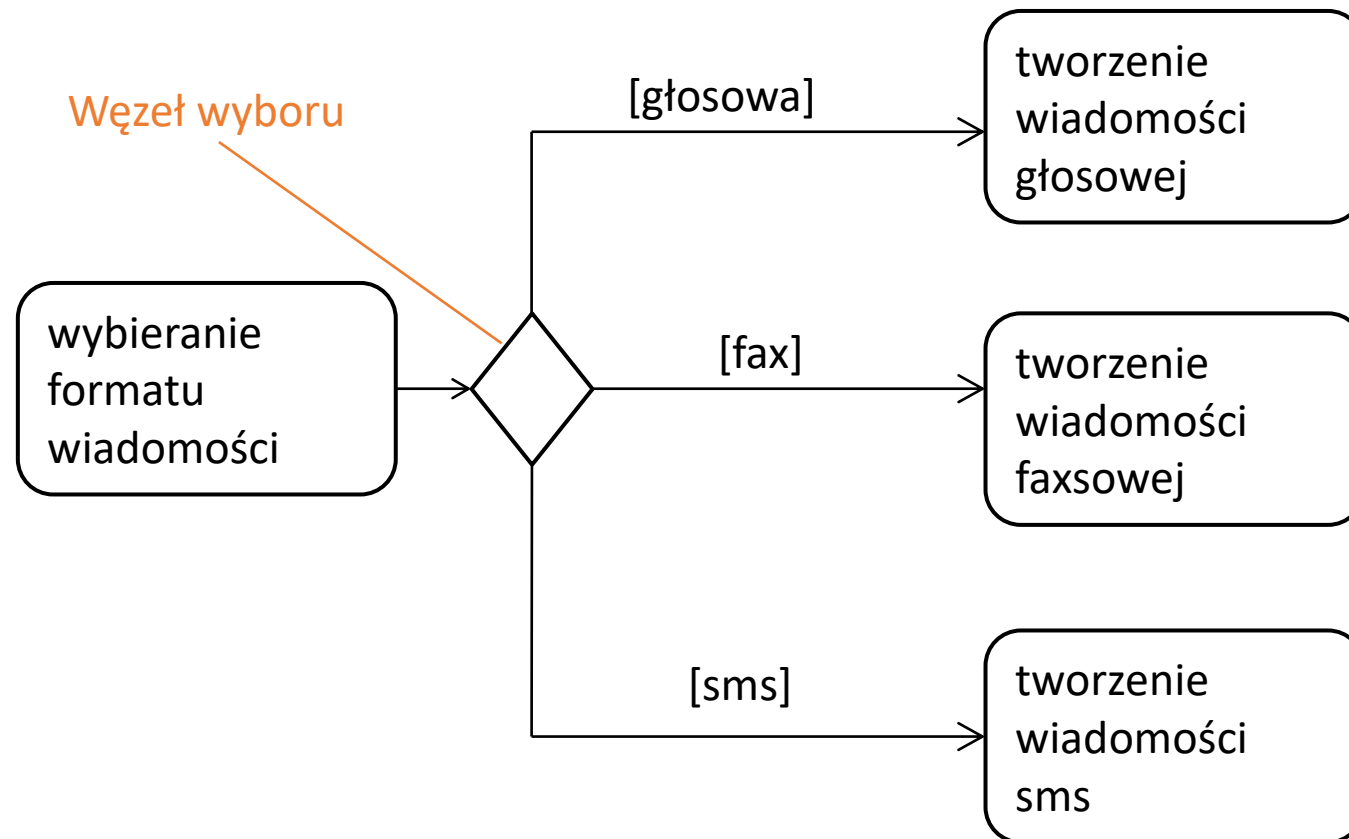 Węzeł wyboru
wybieranie
formatu
wiadomości
[głosowa]
tworzenie
wiadomości
głosowej
[fax]
tworzenie
wiadomości
faxsowej
[sms]
tworzenie
wiadomości
sms